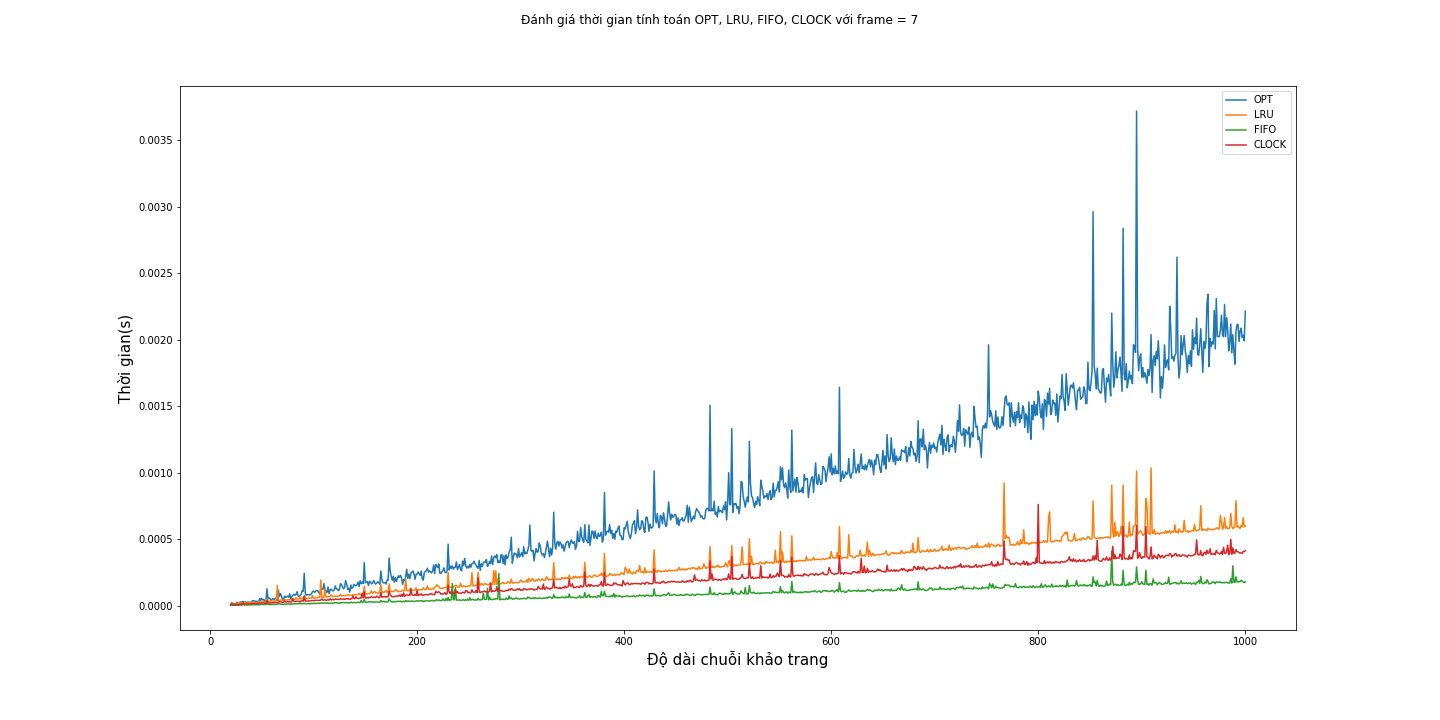 Đánh giá thời gian tính toán OPT, LRU, FIFO, CLOCK với frame = 7
OPT
LRU
FIFO
CLOCK
0.0035
0.0030
0.0025
0.0020
0.0015
0.0010
0.0005
0.0000
Thời gian(s)
0
200
400
600
800
1000
Độ dài chuỗi khảo trang